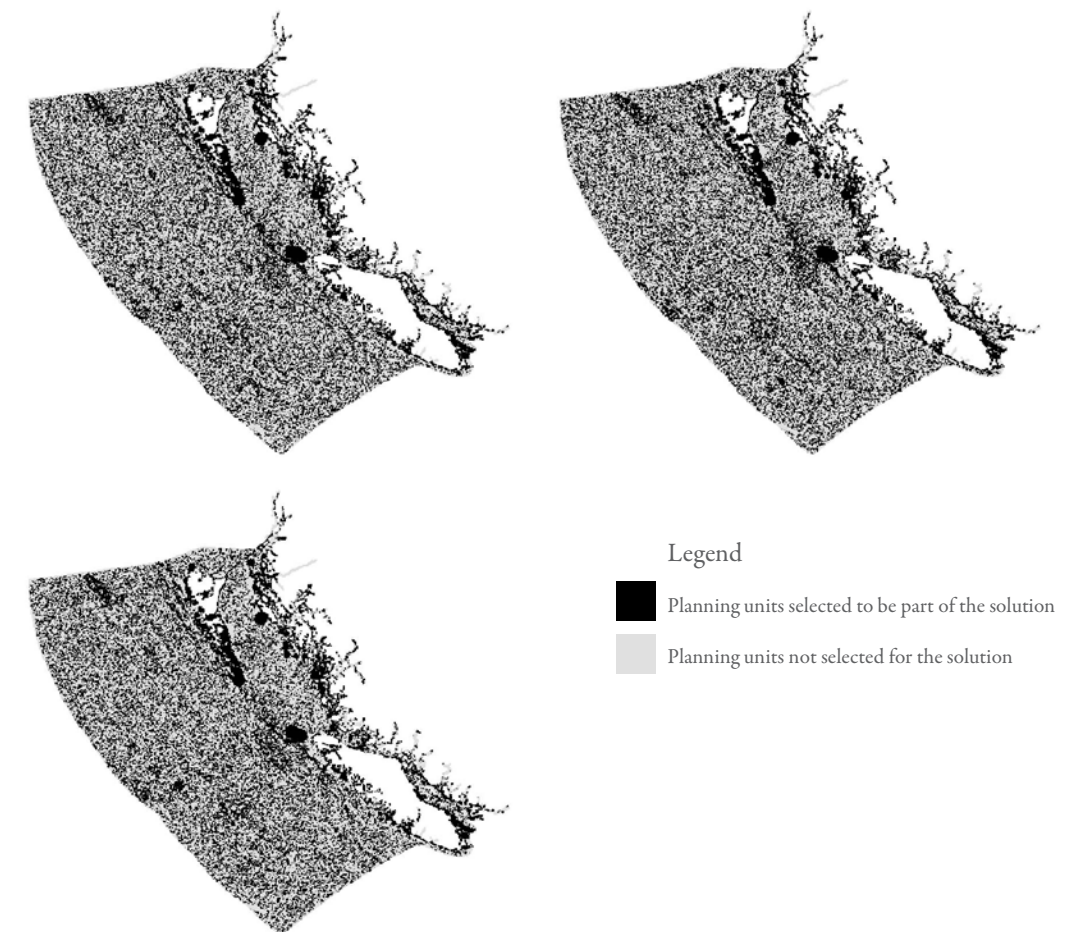 Legend
Planning units selected to be part of the solution
Planning units not selected for the solution